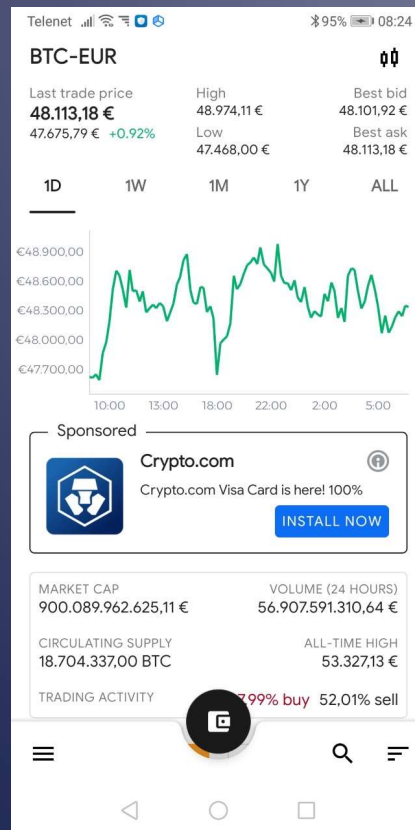 Telenet 95% 08:24
BTC-EUR
Last trade price High Best bid
48.113,18 € 48.974,11 € 48.101,92 €
47.675,79 € +0.92% Low Best ask
47.468,00 € 48.113,18 €
1D 1W 1M 1Y ALL
€48.900,00
€48.600,00
€48.300,00
€48.000,00
€47.700,00
10:00 13:00 18:00 22:00 2:00 5:00
Sponsored
Crypto.com
Crypto.com Visa Card is here! 100%
INSTALL NOW
MARKET CAP VOLUME (24 HOURS)
900.089.962.625,11 € 56.907.591.310,64 €
CIRCULATING SUPPLY ALL-TIME HIGH
18.704.337,00 BTC 53.327,13 €
TRADING ACTIVITY 7.99% buy 52,01% sell